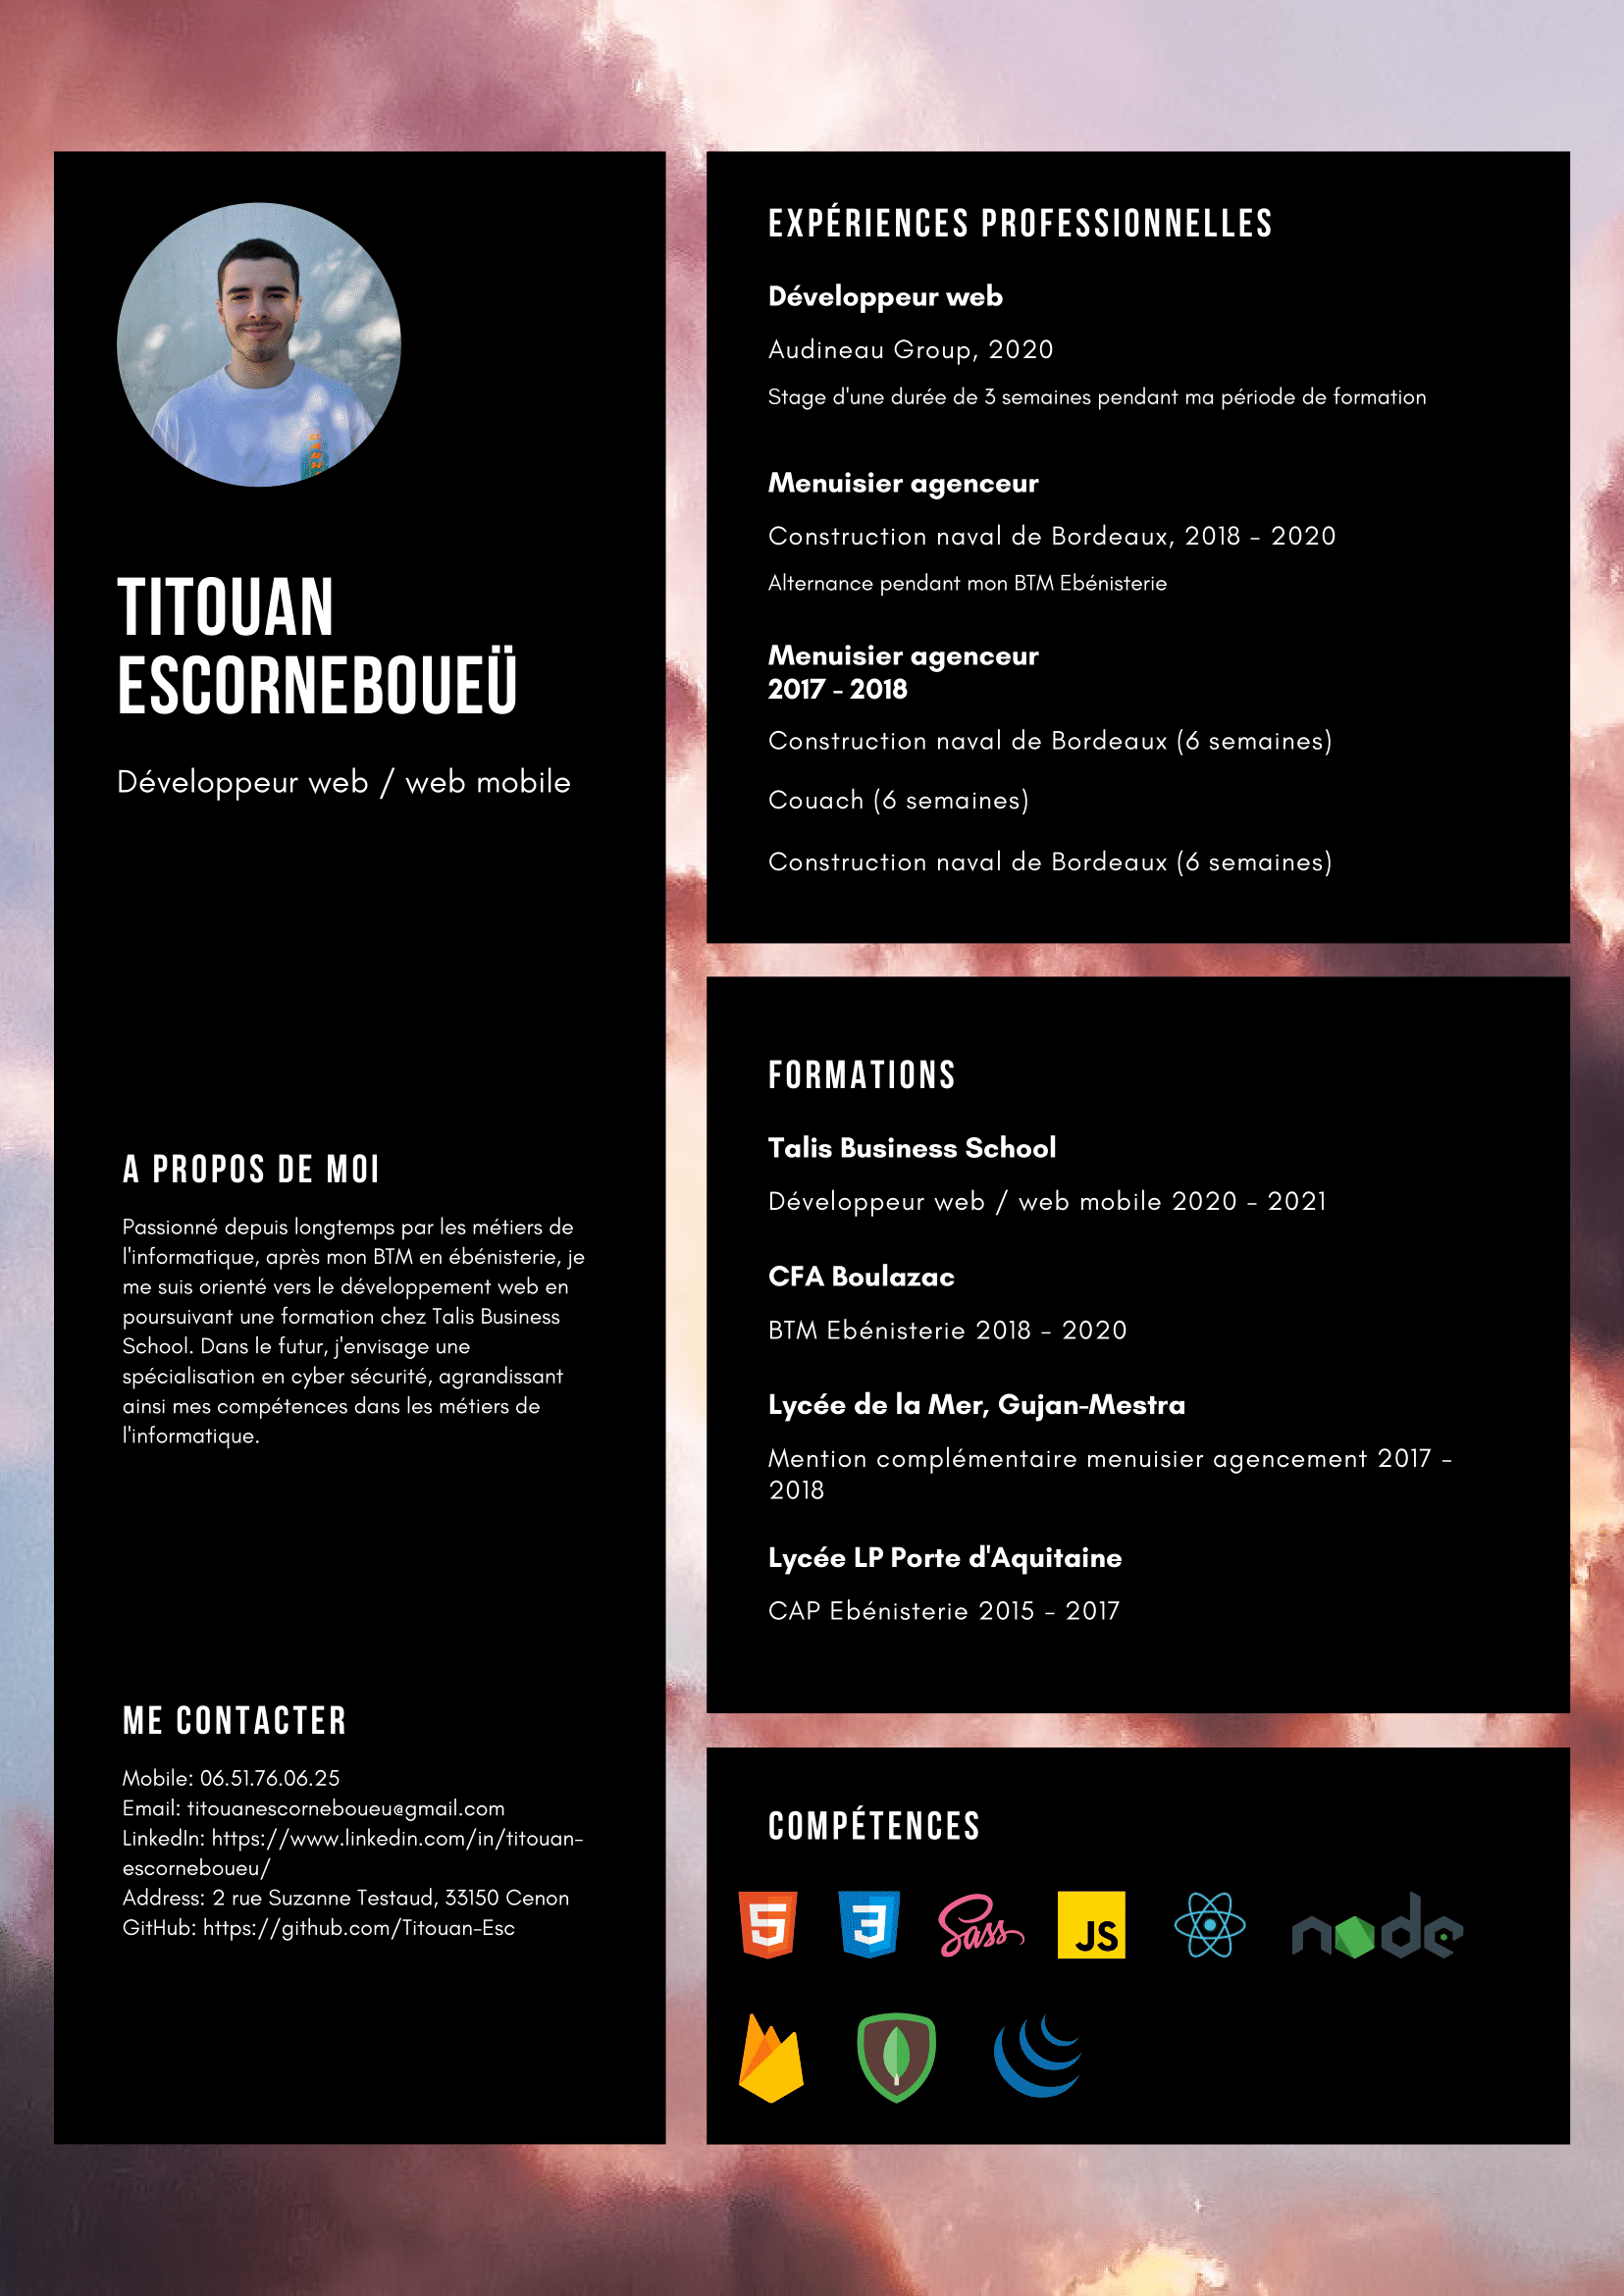 TITOUAN
ESCORNEBOUEÜ
Développeur web / web mobile
A PROPOS DE MOI
Passionné depuis longtemps par les métiers de
l'informatique, après mon BTM en ébénisterie, je
me suis orienté vers le développement web en
poursuivant une formation chez Talis Business
School. Dans le futur, j'envisage une
spécialisation en cyber sécurité, agrandissant
ainsi mes compétences dans les métiers de
l'informatique.
ME CONTACTER
Mobile: 06.51.76.06.25
Email: titouanescorneboueu@gmail.com
LinkedIn: https://www.linkedin.com/in/titouan-
escorneboueu/
Address: 2 rue Suzanne Testaud, 33150 Cenon
GitHub: https://github.com/Titouan-Esc
EXPÉRIENCES PROFESSIONNELLES
Développeur web
Audineau Group, 2020
Stage d'une durée de 3 semaines pendant ma période de formation
Menuisier agenceur
Construction naval de Bordeaux, 2018 - 2020
Alternance pendant mon BTM Ebénisterie
Menuisier agenceur
2017 - 2018
Construction naval de Bordeaux (6 semaines)
Couach (6 semaines)
Construction naval de Bordeaux (6 semaines)
FORMATIONS
Talis Business School
Développeur web / web mobile 2020 - 2021
CFA Boulazac
BTM Ebénisterie 2018 - 2020
Lycée de la Mer, Gujan-Mestra
Mention complémentaire menuisier agencement 2017 -
2018
Lycée LP Porte d'Aquitaine
CAP Ebénisterie 2015 - 2017
COMPÉTENCES
5 3 Sass JS node